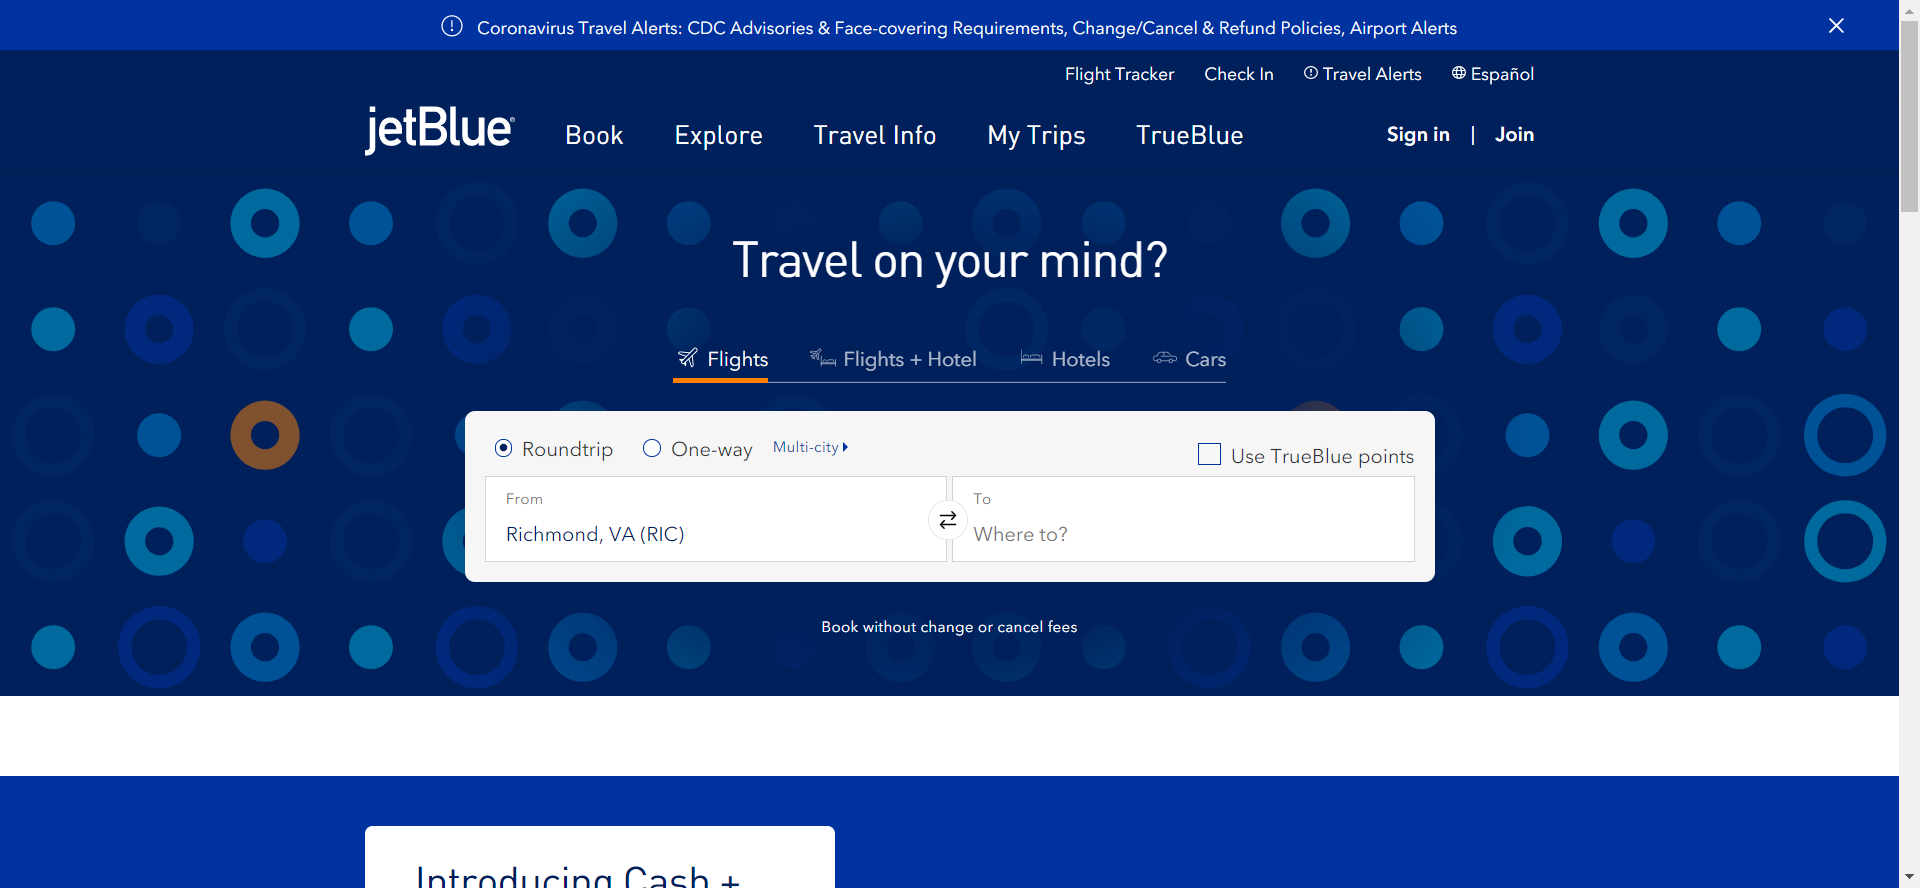 Coronavirus Travel Alerts: CDC Advisories & Face-covering Requirements, Change/Cancel & Refund Policies, Airport Alerts
Flight Tracker Check In Travel Alerts Español
jetBlue Book Explore Travel Info My Trips TrueBlue Sign in | Join
Travel on your mind?
Flights Flights + Hotel Hotels Cars
Roundtrip One-way Multi-city Use TrueBlue points
From To
Richmond, VA (RIC) Where to?
Book without change or cancel fees
Introducing Cash +